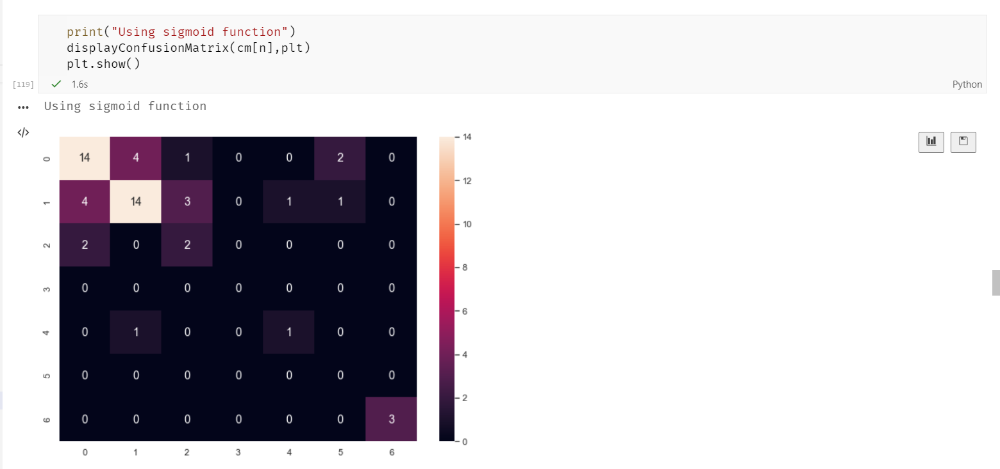 print("Using sigmoid function")
displayConfusionMatrix(cm[n],plt)
plt.show()
[119] 1.6s Python
Using sigmoid function
14
0 14 4 1 0 0 2 0
12
1 4 14 3 0 1 1 0
10
2 2 0 2 0 0 0 0
8
3 0 0 0 0 0 0 0
6
4 0 1 0 0 1 0 0
4
5 0 0 0 0 0 0 0
2
6 0 0 0 0 0 0 3
0
0 1 2 3 4 5 6